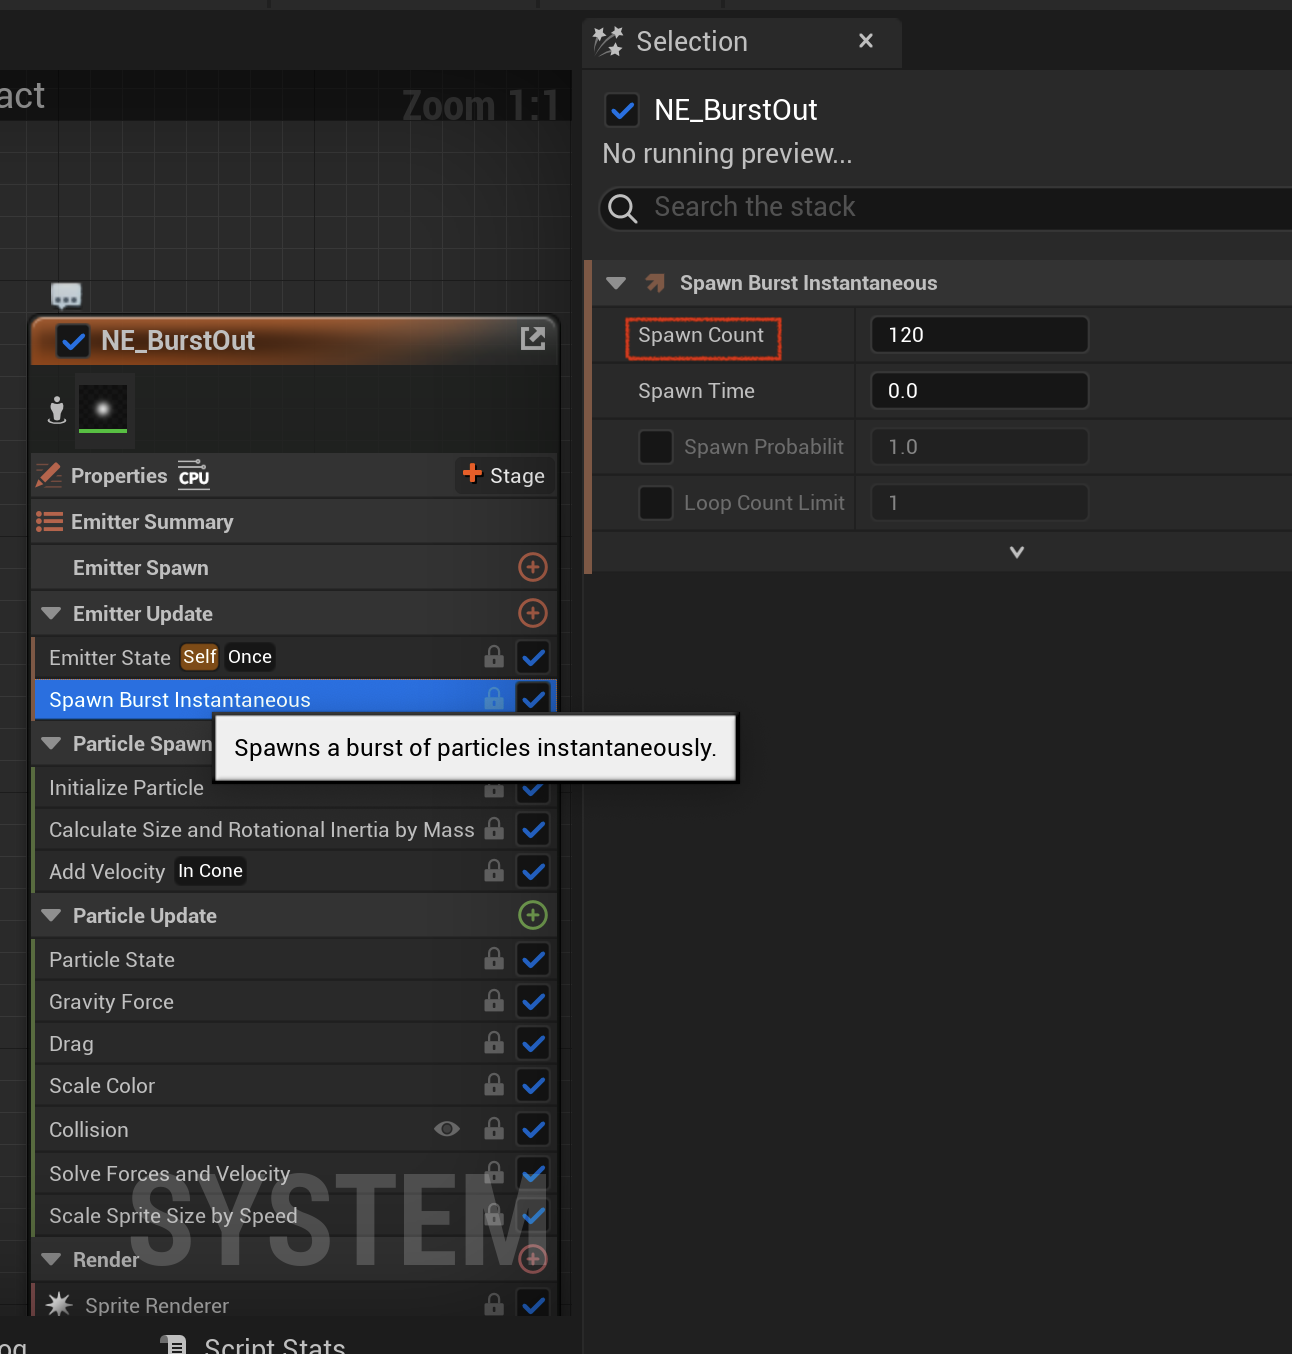 act
Zoom 1:1
NE_BurstOut
Properties CPU Stage
Emitter Summary
Emitter Spawn
Emitter Update
Emitter State Self Once
Spawn Burst Instantaneous
Particle Spawn
Spawns a burst of particles instantaneously.
Initialize Particle
Calculate Size and Rotational Inertia by Mass
Add Velocity In Cone
Particle Update
Particle State
Gravity Force
Drag
Scale Color
Collision
Solve Forces and Velocity
Scale Sprite Size by Speed
SYSTEM
Render
Sprite Renderer
og
Script Stats
Selection
NE_BurstOut
No running preview...
Search the stack
Spawn Burst Instantaneous
Spawn Count 120
Spawn Time 0.0
Spawn Probabilit 1.0
Loop Count Limit 1